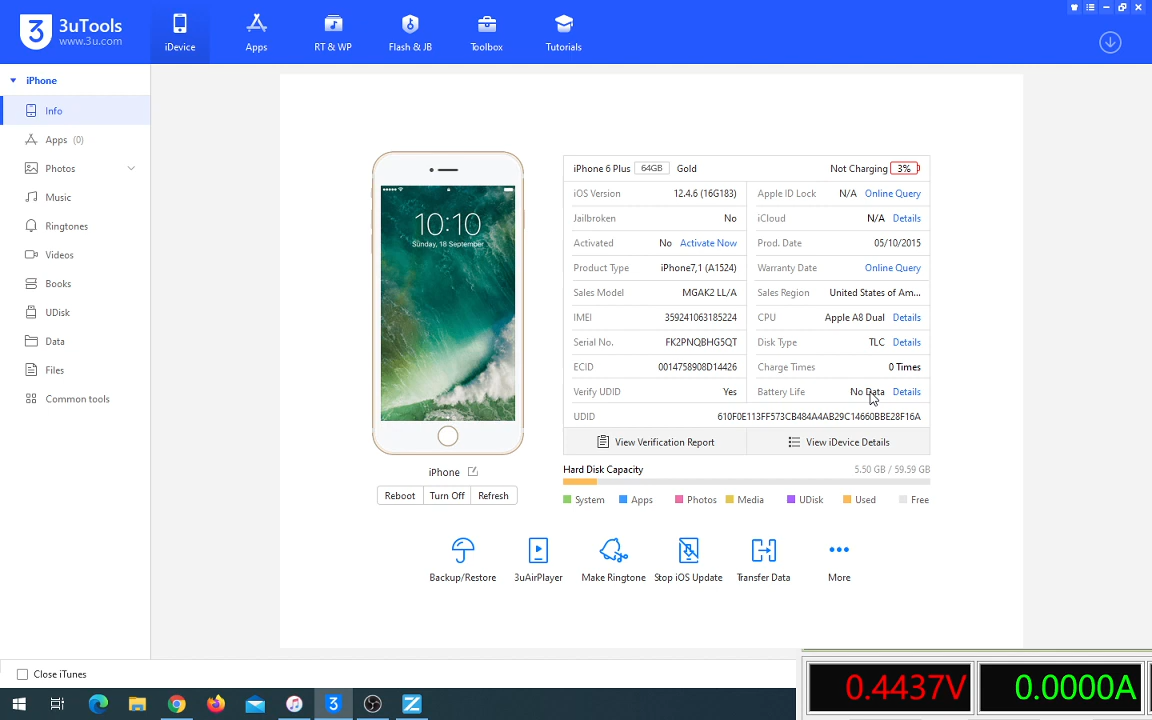 3 3uTools
www.3u.com
iDevice
Apps
RT & WP
Flash & JB
Toolbox
Tutorials
iPhone
Info
Apps (0)
Photos
Music
Ringtones
Videos
Books
UDisk
Data
Files
Common tools
10:10
Sunday, 18 September
iPhone
Reboot Turn Off Refresh
iPhone 6 Plus 64GB Gold Not Charging 3%
iOS Version 12.4.6 (16G183) Apple ID Lock N/A Online Query
Jailbroken No iCloud N/A Details
Activated No Activate Now Prod. Date 05/10/2015
Product Type iPhone7,1 (A1524) Warranty Date Online Query
Sales Model MGAK2 LL/A Sales Region United States of Am...
IMEI 359241063185224 CPU Apple A8 Dual Details
Serial No. FK2PNQBHG5QT Disk Type TLC Details
ECID 0014758908D14426 Charge Times 0 Times
Verify UDID Yes Battery Life No Data Details
UDID 610F0E113FF573CB484A4AB29C14660BBE28F16A
View Verification Report View iDevice Details
Hard Disk Capacity 5.50 GB / 59.59 GB
System Apps Photos Media UDisk Used Free
Backup/Restore 3uAirPlayer Make Ringtone Stop iOS Update Transfer Data More
Close iTunes
3
0.4437V 0.0000A